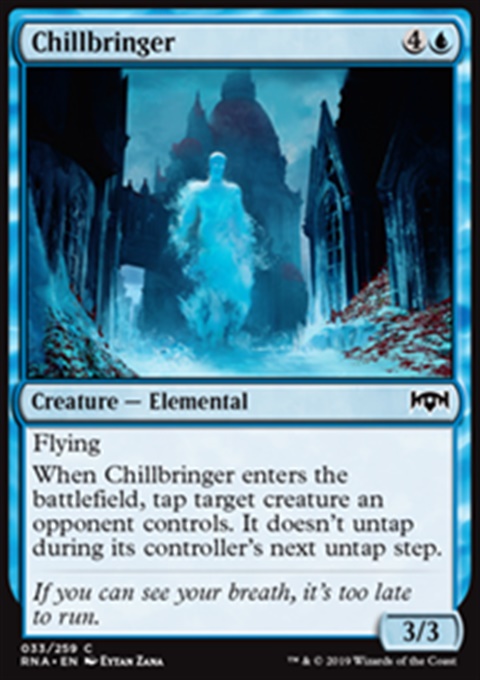 Chillbringer 4
Creature — Elemental
Flying
When Chillbringer enters the
battlefield, tap target creature an
opponent controls. It doesn't untap
during its controller's next untap step.
If you can see your breath, it's too late
to run.
3/3
033/259 C
RNA • EN Eytan Zana
™ & © 2019 Wizards of the Coast